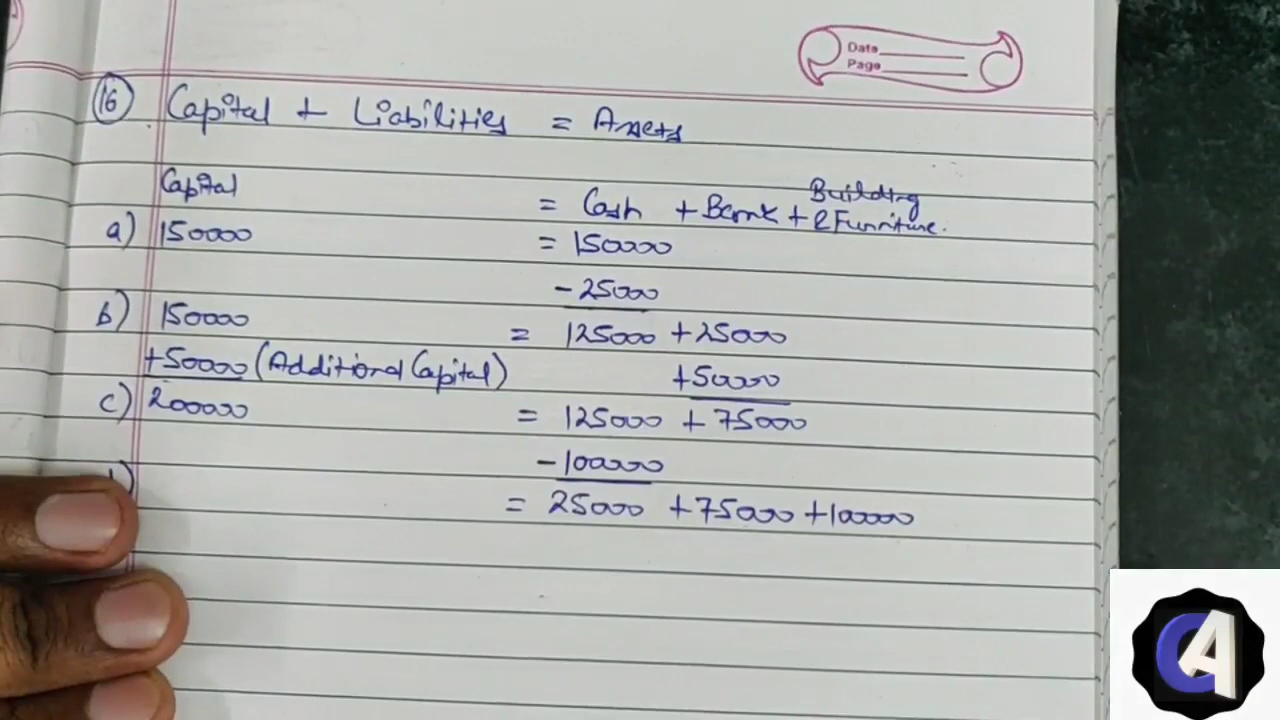 Date
Page
16 Capital + Liabilities = Assets
Capital = Cash + Bank + Building & Furniture.
a) 150000 = 150000
- 25000
b) 150000 = 125000 + 25000
+50000 (Additional Capital) +50000
c) 200000 = 125000 + 75000
- 100000
= 25000 + 75000 + 100000
CA